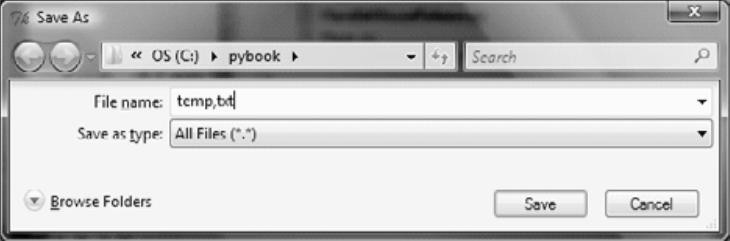 Save As
« OS (C:) ▸ pybook ▸ Search
File name: temp,txt
Save as type: All Files (*.*)
Browse Folders Save Cancel